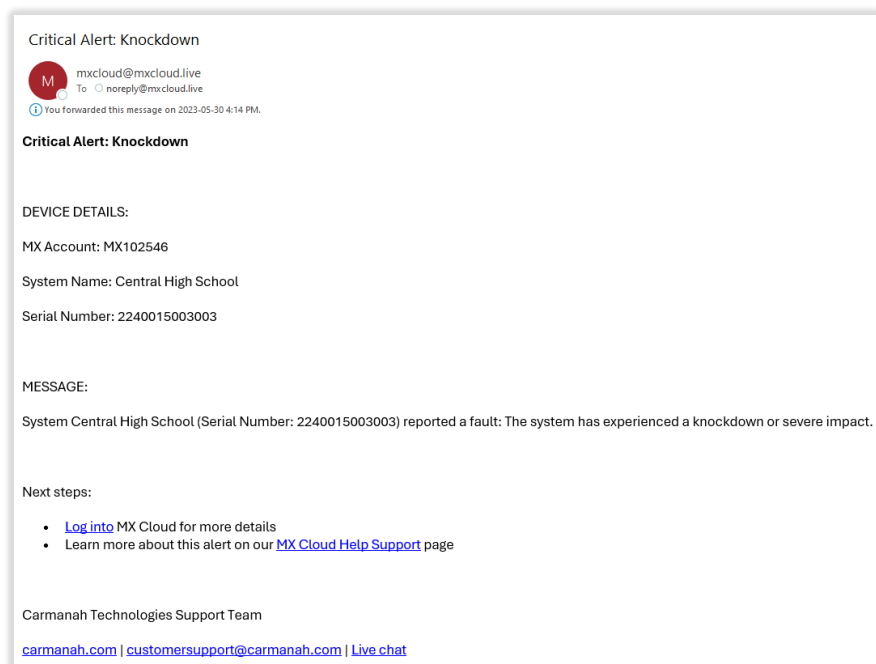 Critical Alert: Knockdown
M
mxcloud@mxcloud.live
To noreply@mxcloud.live
You forwarded this message on 2023-05-30 4:14 PM.
Critical Alert: Knockdown
DEVICE DETAILS:
MX Account: MX102546
System Name: Central High School
Serial Number: 2240015003003
MESSAGE:
System Central High School (Serial Number: 2240015003003) reported a fault: The system has experienced a knockdown or severe impact.
Next steps:
• Log into MX Cloud for more details
• Learn more about this alert on our MX Cloud Help Support page
Carmanah Technologies Support Team
carmanah.com | customersupport@carmanah.com | Live chat